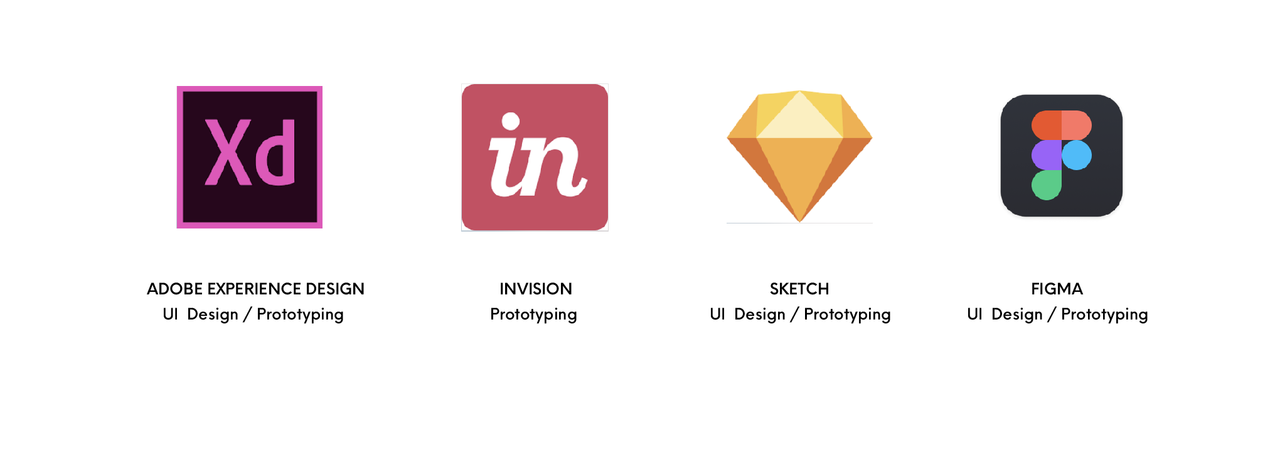 Xd
in
ADOBE EXPERIENCE DESIGN
UI Design / Prototyping
INVISION
Prototyping
SKETCH
UI Design / Prototyping
FIGMA
UI Design / Prototyping